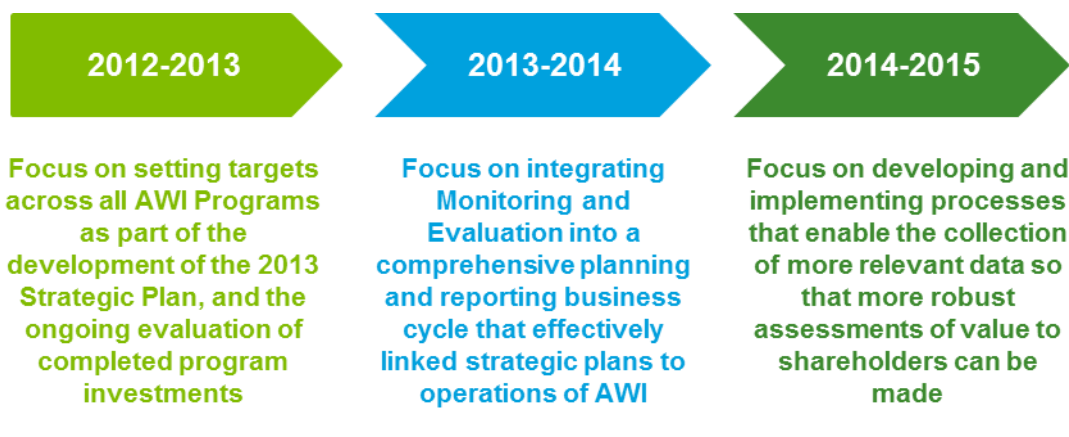 2012-2013
Focus on setting targets
across all AWI Programs
as part of the
development of the 2013
Strategic Plan, and the
ongoing evaluation of
completed program
investments
2013-2014
Focus on integrating
Monitoring and
Evaluation into a
comprehensive planning
and reporting business
cycle that effectively
linked strategic plans to
operations of AWI
2014-2015
Focus on developing and
implementing processes
that enable the collection
of more relevant data so
that more robust
assessments of value to
shareholders can be
made